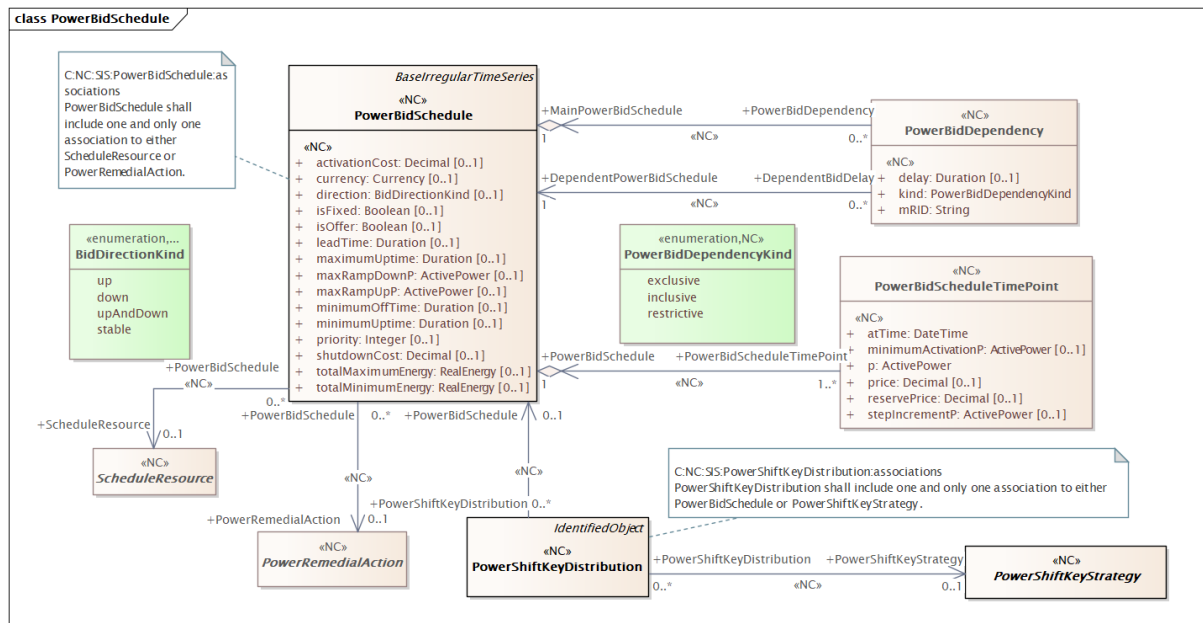 class PowerBidSchedule
C:NC:SIS:PowerBidSchedule:as
sociations
PowerBidSchedule shall
include one and only one
association to either
ScheduleResource or
PowerRemedialAction.
BaseIrregularTimeSeries
«NC»
PowerBidSchedule
«NC»
+ activationCost: Decimal [0..1]
+ currency: Currency [0..1]
+ direction: BidDirectionKind [0..1]
+ isFixed: Boolean [0..1]
+ isOffer: Boolean [0..1]
+ leadTime: Duration [0..1]
+ maximumUptime: Duration [0..1]
+ maxRampDownP: ActivePower [0..1]
+ maxRampUpP: ActivePower [0..1]
+ minimumOffTime: Duration [0..1]
+ minimumUptime: Duration [0..1]
+ priority: Integer [0..1]
+ shutdownCost: Decimal [0..1]
+ totalMaximumEnergy: RealEnergy [0..1]
+ totalMinimumEnergy: RealEnergy [0..1]
+MainPowerBidSchedule +PowerBidDependency
1 «NC» 0..*
+DependentPowerBidSchedule +DependentBidDelay
1 «NC» 0..*
«NC»
PowerBidDependency
«NC»
+ delay: Duration [0..1]
+ kind: PowerBidDependencyKind
+ mRID: String
«enumeration,...
BidDirectionKind
up
down
upAndDown
stable
«enumeration,NC»
PowerBidDependencyKind
exclusive
inclusive
restrictive
«NC»
PowerBidScheduleTimePoint
«NC»
+ atTime: DateTime
+ minimumActivationP: ActivePower [0..1]
+ p: ActivePower
+ price: Decimal [0..1]
+ reservePrice: Decimal [0..1]
+ stepIncrementP: ActivePower [0..1]
+PowerBidSchedule +PowerBidScheduleTimePoint
1 «NC» 1..*
+PowerBidSchedule
«NC»
0..*
+ScheduleResource
0..1
«NC»
ScheduleResource
+PowerBidSchedule 0..*
«NC»
+PowerRemedialAction 0..1
«NC»
PowerRemedialAction
+PowerBidSchedule 0..1
«NC»
+PowerShiftKeyDistribution 0..*
IdentifiedObject
«NC»
PowerShiftKeyDistribution
C:NC:SIS:PowerShiftKeyDistribution:associations
PowerShiftKeyDistribution shall include one and only one association to either
PowerBidSchedule or PowerShiftKeyStrategy.
+PowerShiftKeyDistribution +PowerShiftKeyStrategy
0..* «NC» 0..1
«NC»
PowerShiftKeyStrategy